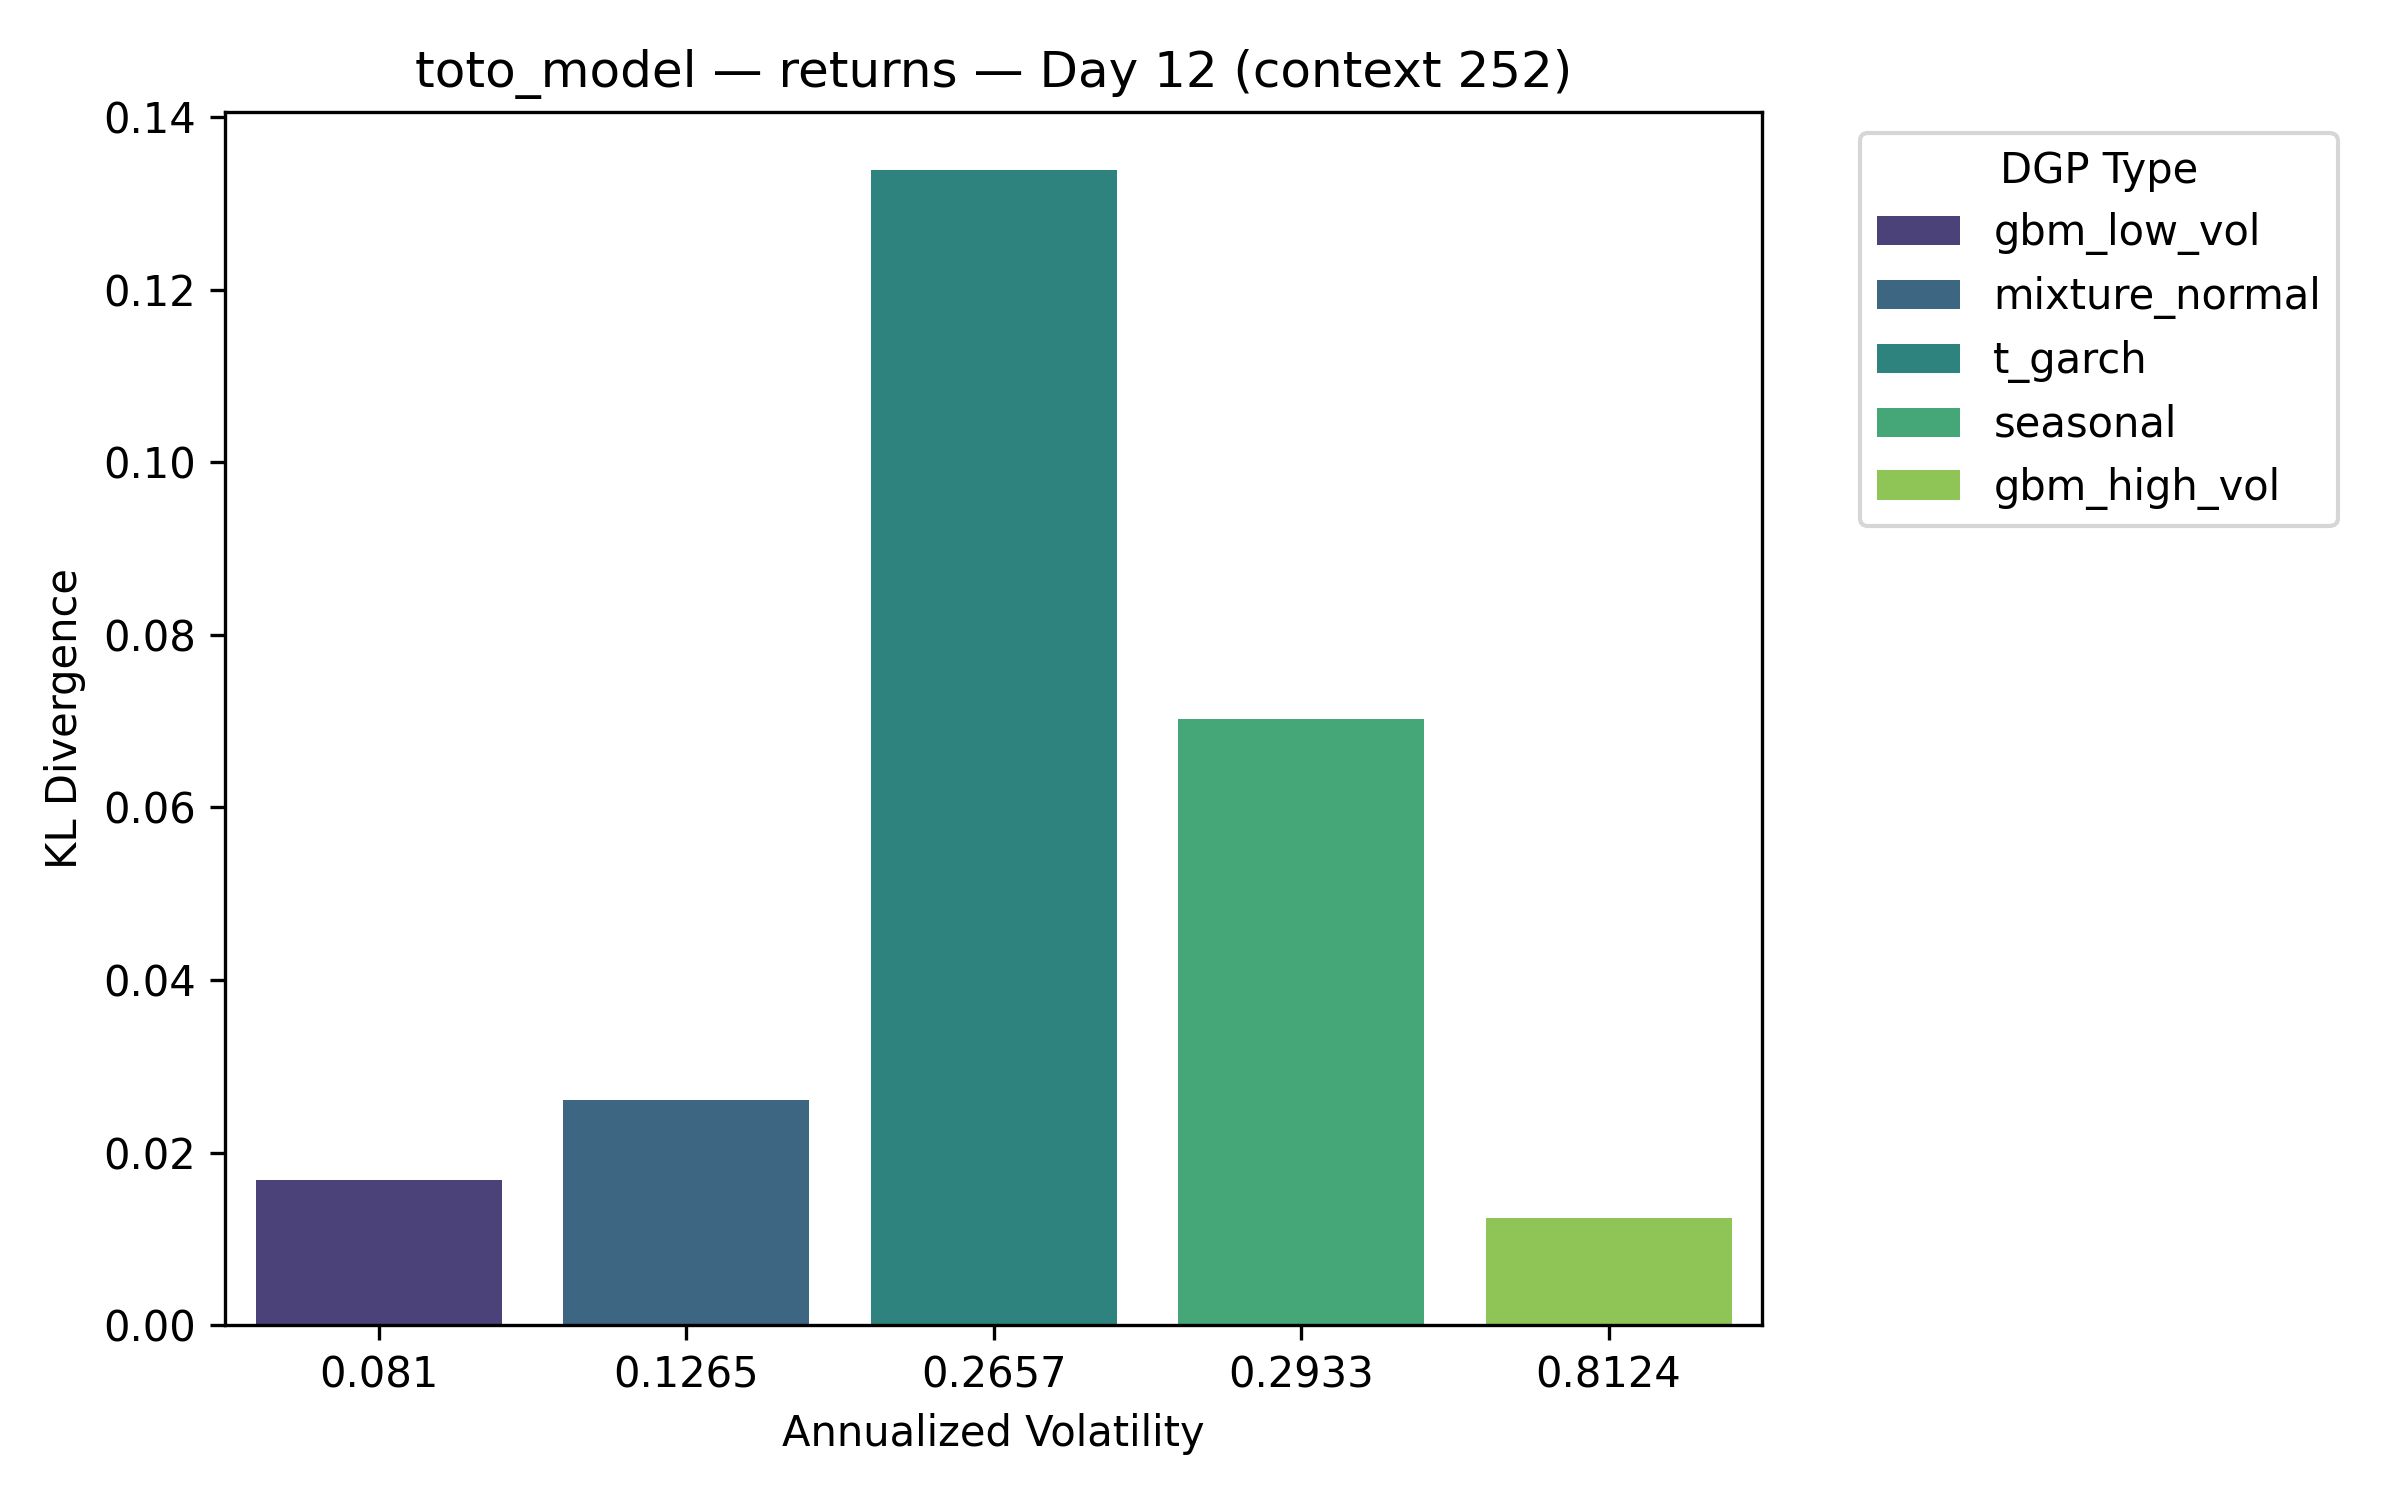 toto_model — returns — Day 12 (context 252)
0.14
0.12
0.10
0.08
0.06
0.04
0.02
0.00
KL Divergence
0.081
0.1265
0.2657
0.2933
0.8124
Annualized Volatility
DGP Type
gbm_low_vol
mixture_normal
t_garch
seasonal
gbm_high_vol